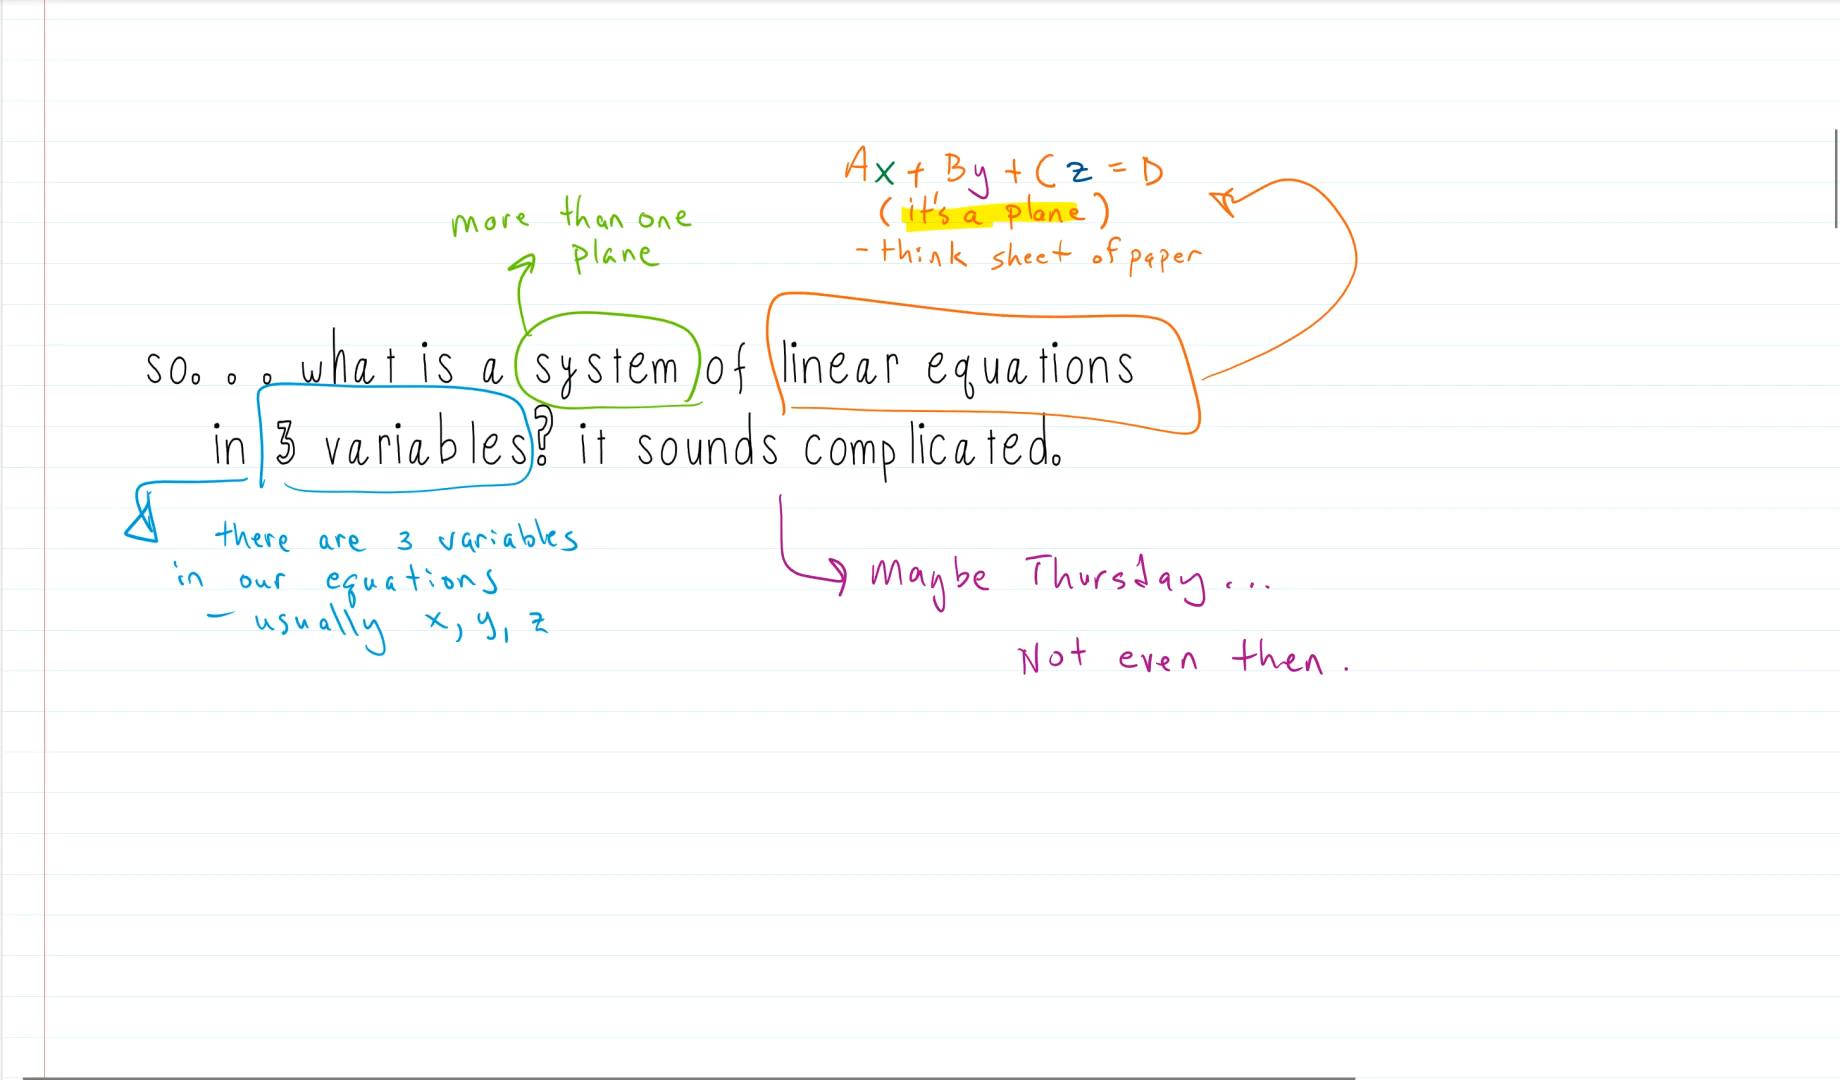 Ax + By + Cz = D
(it's a plane)
- think sheet of paper
more than one
plane
so... what is a system of linear equations
in 3 variables? it sounds complicated.
there are 3 variables
in our equations
- usually x, y, z
Maybe Thursday...
Not even then.